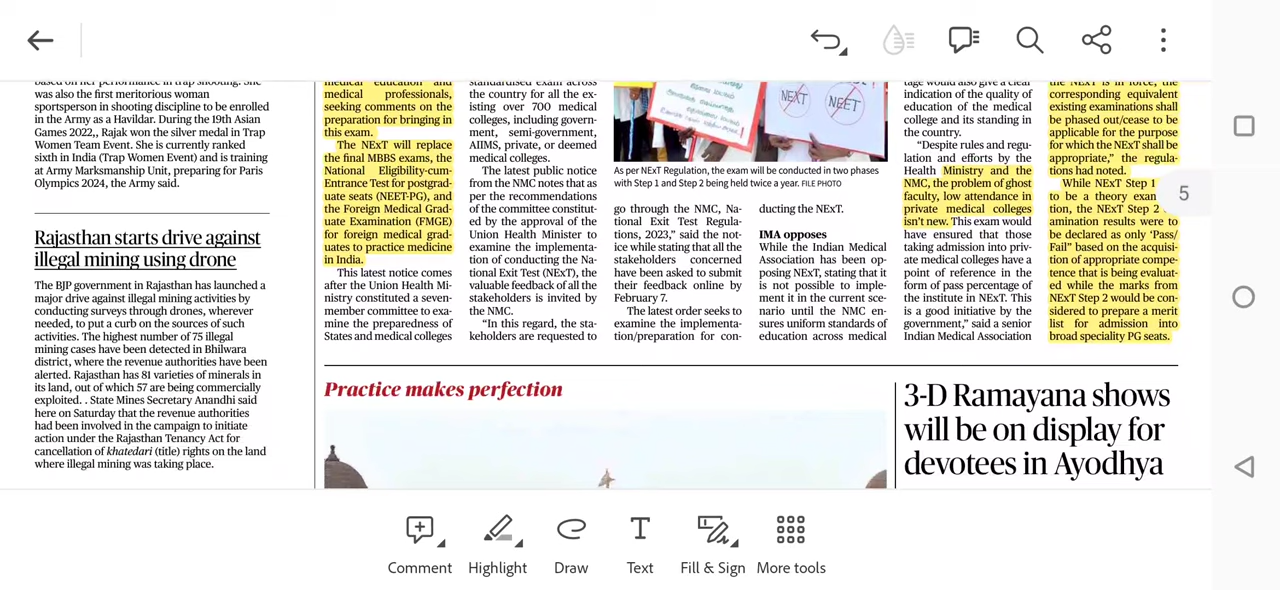 based on her performance in trap shooting. She
was also the first meritorious woman
sportsperson in shooting discipline to be enrolled
in the Army as a Havildar. During the 19th Asian
Games 2022,, Rajak won the silver medal in Trap
Women Team Event. She is currently ranked
sixth in India (Trap Women Event) and is training
at Army Marksmanship Unit, preparing for Paris
Olympics 2024, the Army said.
Rajasthan starts drive against
illegal mining using drone
The BJP government in Rajasthan has launched a
major drive against illegal mining activities by
conducting surveys through drones, wherever
needed, to put a curb on the sources of such
activities. The highest number of 75 illegal
mining cases have been detected in Bhilwara
district, where the revenue authorities have been
alerted. Rajasthan has 81 varieties of minerals in
its land, out of which 57 are being commercially
exploited. . State Mines Secretary Anandhi said
here on Saturday that the revenue authorities
had been involved in the campaign to initiate
action under the Rajasthan Tenancy Act for
cancellation of khatedari (title) rights on the land
where illegal mining was taking place.
medical education and
medical professionals,
seeking comments on the
preparation for bringing in
this exam.
The NExT will replace
the final MBBS exams, the
National Eligibility-cum-
Entrance Test for postgrad-
uate seats (NEET-PG), and
the Foreign Medical Grad-
uate Examination (FMGE)
for foreign medical grad-
uates to practice medicine
in India.
This latest notice comes
after the Union Health Mi-
nistry constituted a seven-
member committee to exa-
mine the preparedness of
States and medical colleges
standardised exam across
the country for all the ex-
isting over 700 medical
colleges, including govern-
ment, semi-government,
AIIMS, private, or deemed
medical colleges.
The latest public notice
from the NMC notes that as
per the recommendations
of the committee constitut-
ed by the approval of the
Union Health Minister to
examine the implementa-
tion of conducting the Na-
tional Exit Test (NExT), the
valuable feedback of all the
stakeholders is invited by
the NMC.
“In this regard, the sta-
keholders are requested to
NEXT
NEET
As per NExT Regulation, the exam will be conducted in two phases
with Step 1 and Step 2 being held twice a year. FILE PHOTO
go through the NMC, Na-
tional Exit Test Regula-
tions, 2023,” said the not-
ice while stating that all the
stakeholders concerned
have been asked to submit
their feedback online by
February 7.
The latest order seeks to
examine the implementa-
tion/preparation for con-
ducting the NExT.
IMA opposes
While the Indian Medical
Association has been op-
posing NExT, stating that it
is not possible to imple-
ment it in the current sce-
nario until the NMC en-
sures uniform standards of
education across medical
tage would also give a clear
indication of the quality of
education of the medical
college and its standing in
the country.
“Despite rules and regu-
lation and efforts by the
Health Ministry and the
NMC, the problem of ghost
faculty, low attendance in
private medical colleges
isn’t new. This exam would
have ensured that those
taking admission into priv-
ate medical colleges have a
point of reference in the
form of pass percentage of
the institute in NExT. This
is a good initiative by the
government,” said a senior
Indian Medical Association
the NExT is in force, the
corresponding equivalent
existing examinations shall
be phased out/cease to be
applicable for the purpose
for which the NExT shall be
appropriate,” the regula-
tions had noted.
While NExT Step 1
to be a theory exam
tion, the NExT Step 2
amination results were to
be declared as only ‘Pass/
Fail” based on the acquisi-
tion of appropriate compe-
tence that is being evaluat-
ed while the marks from
NExT Step 2 would be con-
sidered to prepare a merit
list for admission into
broad speciality PG seats.
5
Practice makes perfection
3-D Ramayana shows
will be on display for
devotees in Ayodhya
Comment
Highlight
Draw
Text
Fill & Sign
More tools